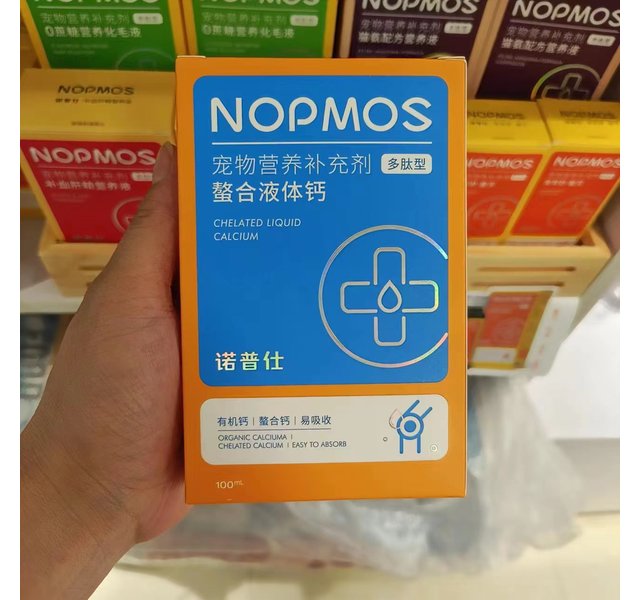 NOPMOS
宠物营养补充剂
0蔗糖营养化毛液
NOPMOS
宠物营养补充剂
猫氨配方营养液
诺普仕
NOPMOS
补血肝精营养液
NOPMOS
NOPMOS
NOPMOS
宠物营养补充剂 多肽型
螯合液体钙
CHELATED LIQUID
CALCIUM
诺普仕
有机钙 | 螯合钙 | 易吸收
ORGANIC CALCIUMA |
CHELATED CALCIUM | EASY TO ABSORB
100mL